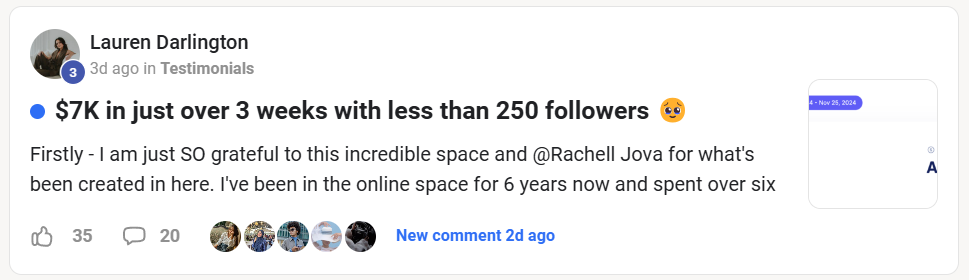 Lauren Darlington
3
3d ago in Testimonials
$7K in just over 3 weeks with less than 250 followers 🥹
4 - Nov 25, 2024
Firstly - I am just SO grateful to this incredible space and @Rachell Jova for what's
been created in here. I've been in the online space for 6 years now and spent over six
A
35
20
New comment 2d ago